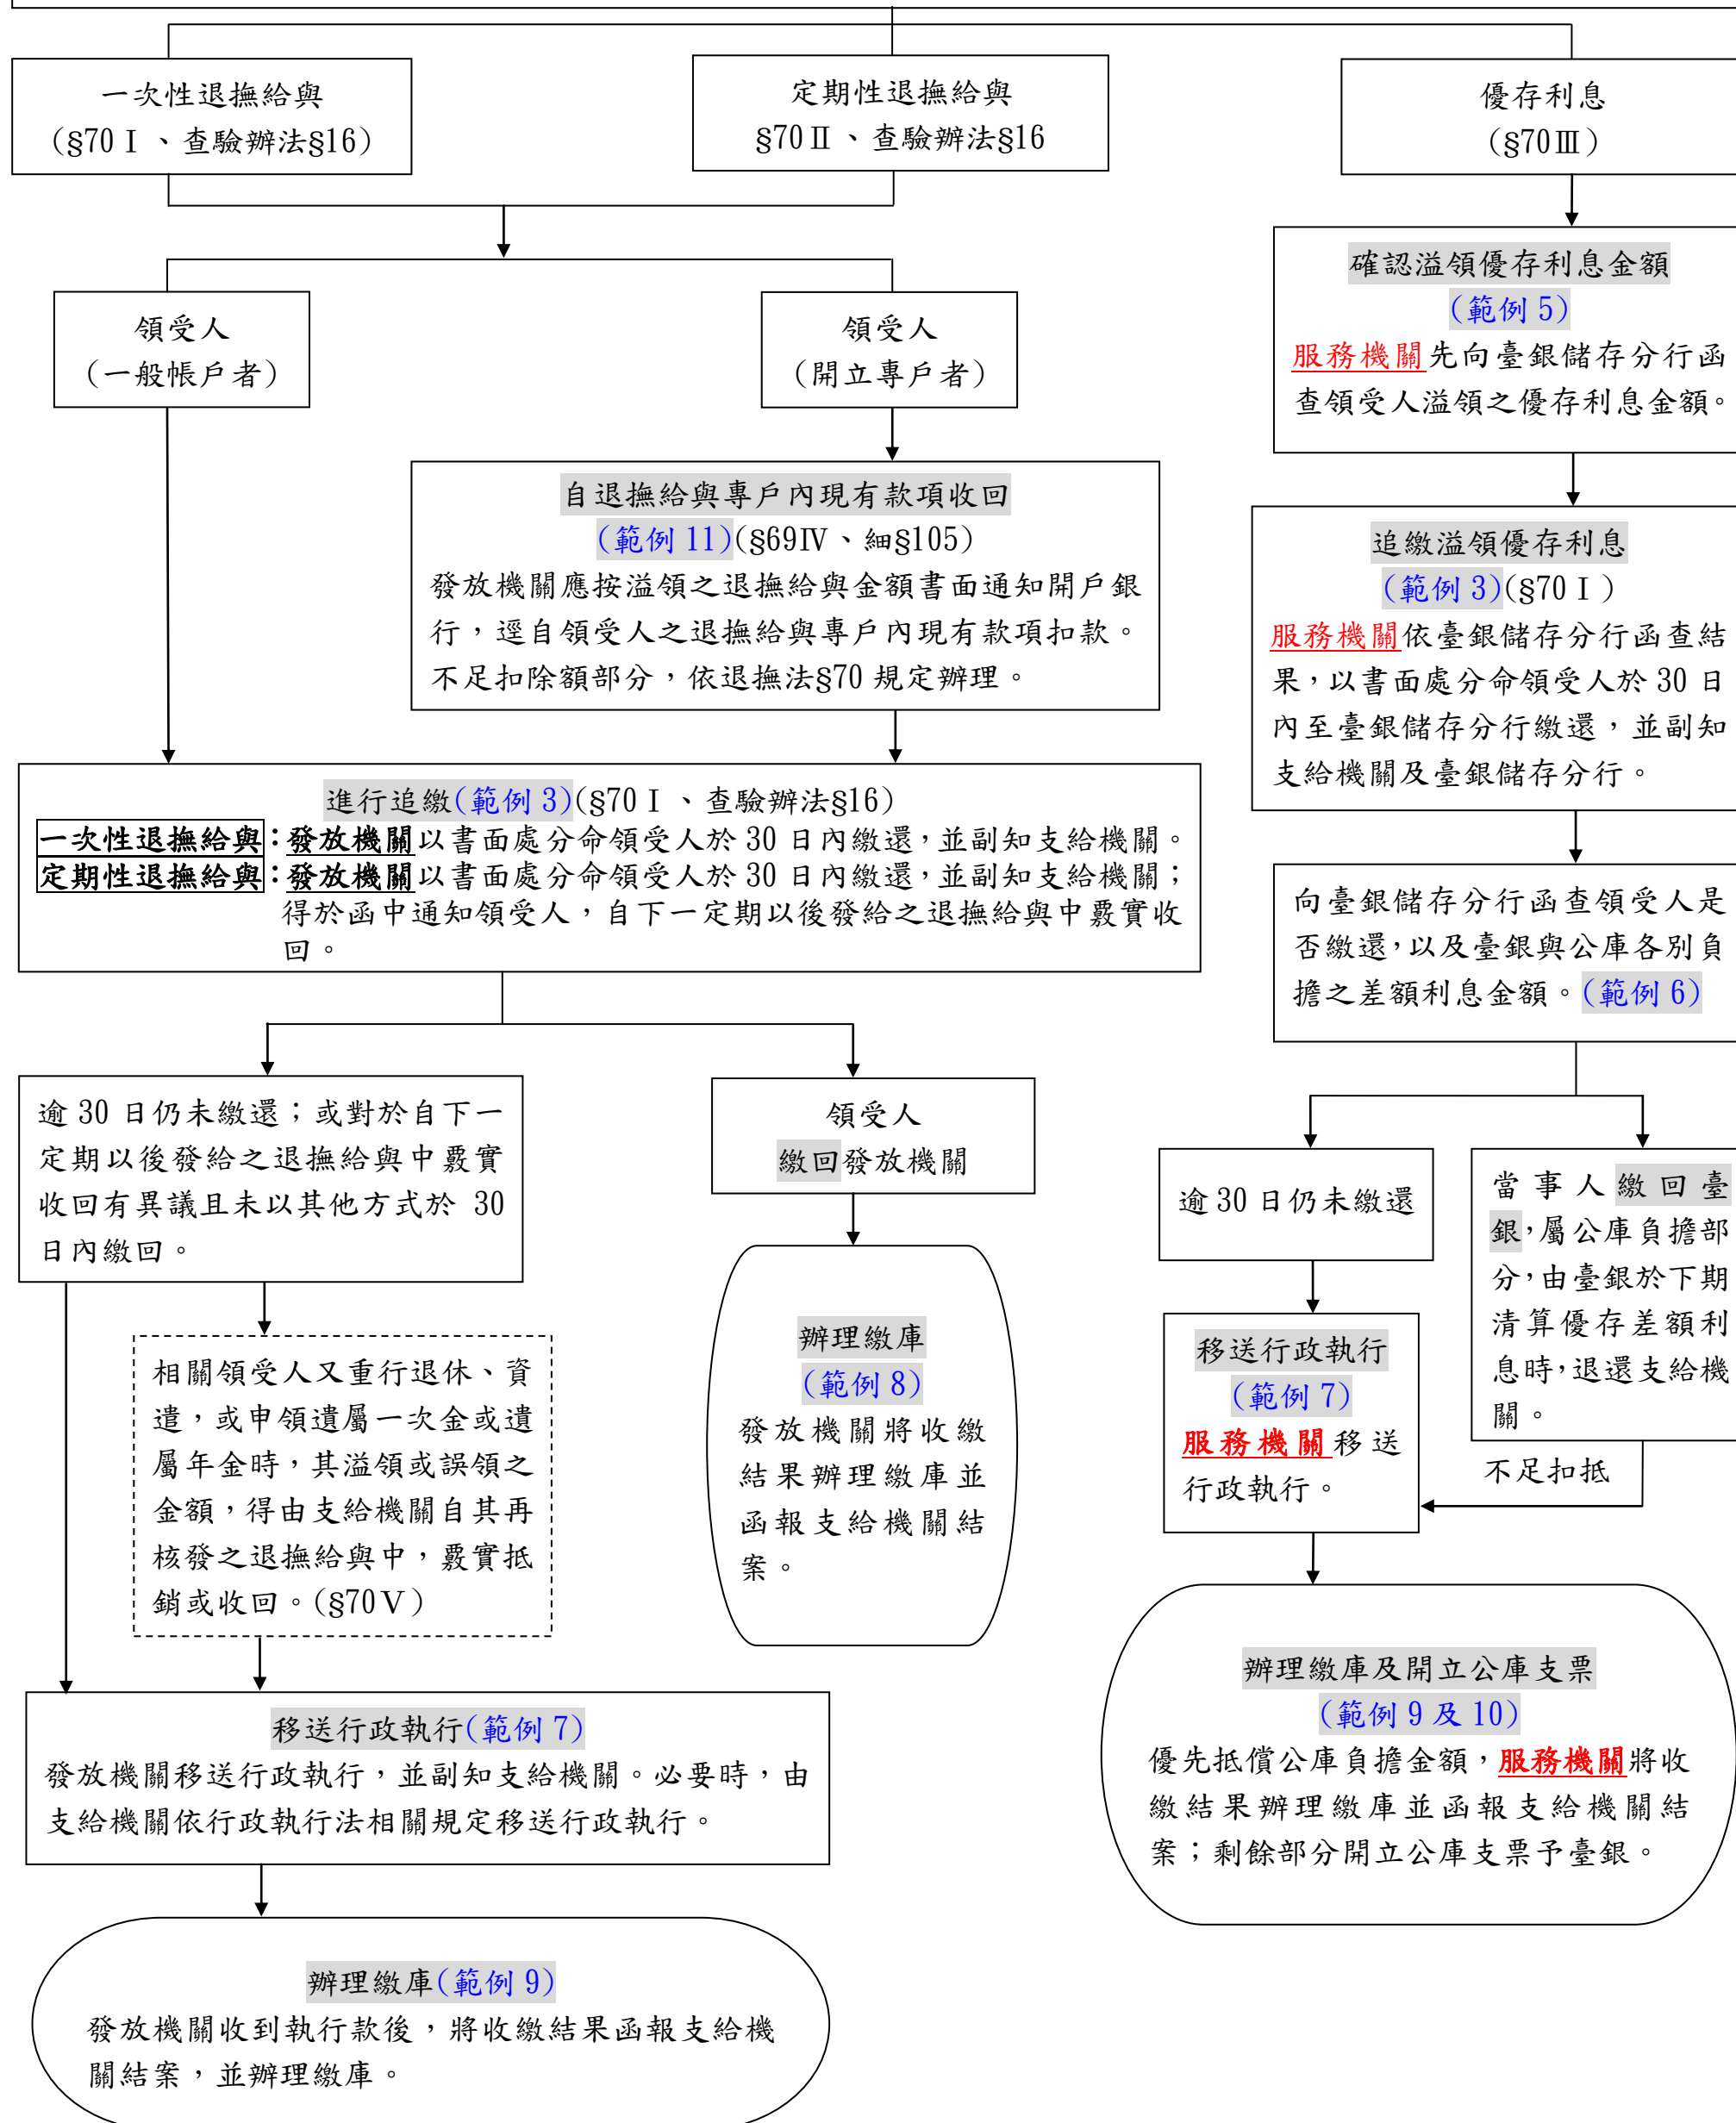 一次性退撫給與
(§70Ⅰ、查驗辦法§16)
定期性退撫給與
§70Ⅱ、查驗辦法§16
優存利息
(§70Ⅲ)
領受人
(一般帳戶者)
領受人
(開立專戶者)
確認溢領優存利息金額
(範例 5)
服務機關先向臺銀儲存分行函
查領受人溢領之優存利息金額。
自退撫給與專戶內現有款項收回
(範例 11)(§69Ⅳ、細§105)
發放機關應按溢領之退撫給與金額書面通知開戶銀
行，逕自領受人之退撫給與專戶內現有款項扣款。
不足扣除額部分，依退撫法§70 規定辦理。
追繳溢領優存利息
(範例 3)(§70Ⅰ)
服務機關依臺銀儲存分行函查結
果，以書面處分命領受人於 30 日
內至臺銀儲存分行繳還，並副知
支給機關及臺銀儲存分行。
進行追繳(範例 3)(§70Ⅰ、查驗辦法§16)
一次性退撫給與：發放機關以書面處分命領受人於 30 日內繳還，並副知支給機關。
定期性退撫給與：發放機關以書面處分命領受人於 30 日內繳還，並副知支給機關；
得於函中通知領受人，自下一定期以後發給之退撫給與中覈實收
回。
向臺銀儲存分行函查領受人是
否繳還，以及臺銀與公庫各別負
擔之差額利息金額。(範例 6)
逾 30 日仍未繳還；或對於自下一
定期以後發給之退撫給與中覈實
收回有異議且未以其他方式於 30
日內繳回。
領受人
繳回發放機關
逾 30 日仍未繳還
當事人繳回臺
銀，屬公庫負擔部
分，由臺銀於下期
清算優存差額利
息時，退還支給機
關。
不足扣抵
相關領受人又重行退休、資
遣，或申領遺屬一次金或遺
屬年金時，其溢領或誤領之
金額，得由支給機關自其再
核發之退撫給與中，覈實抵
銷或收回。(§70Ⅴ)
辦理繳庫
(範例 8)
發放機關將收繳
結果辦理繳庫並
函報支給機關結
案。
移送行政執行
(範例 7)
服務機關移送
行政執行。
移送行政執行(範例 7)
發放機關移送行政執行，並副知支給機關。必要時，由
支給機關依行政執行法相關規定移送行政執行。
辦理繳庫及開立公庫支票
(範例 9 及 10)
優先抵償公庫負擔金額，服務機關將收
繳結果辦理繳庫並函報支給機關結
案；剩餘部分開立公庫支票予臺銀。
辦理繳庫(範例 9)
發放機關收到執行款後，將收繳結果函報支給機
關結案，並辦理繳庫。